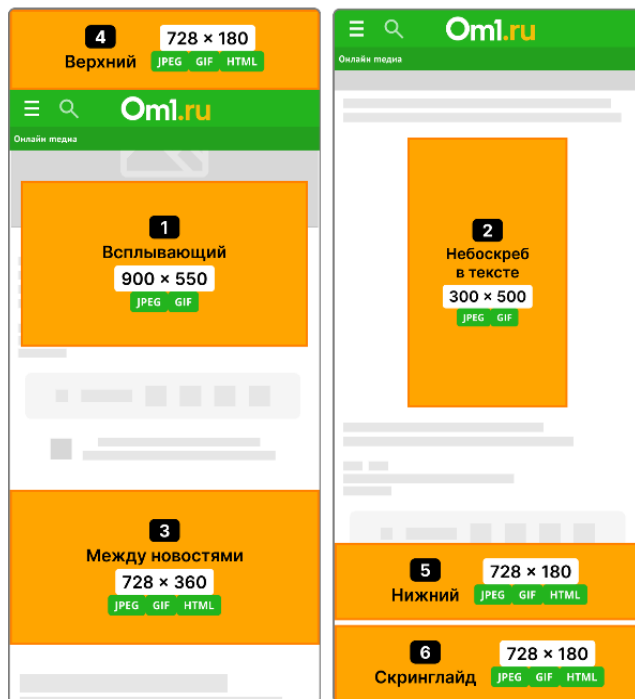 4
728 × 180
Верхний
JPEG GIF HTML
Om1.ru
Онлайн медиа
1
Всплывающий
900 × 550
JPEG GIF
3
Между новостями
728 × 360
JPEG GIF HTML
Om1.ru
Онлайн медиа
2
Небоскреб
в тексте
300 × 500
JPEG GIF
5
728 × 180
Нижний
JPEG GIF HTML
6
728 × 180
Скринглайд
JPEG GIF HTML